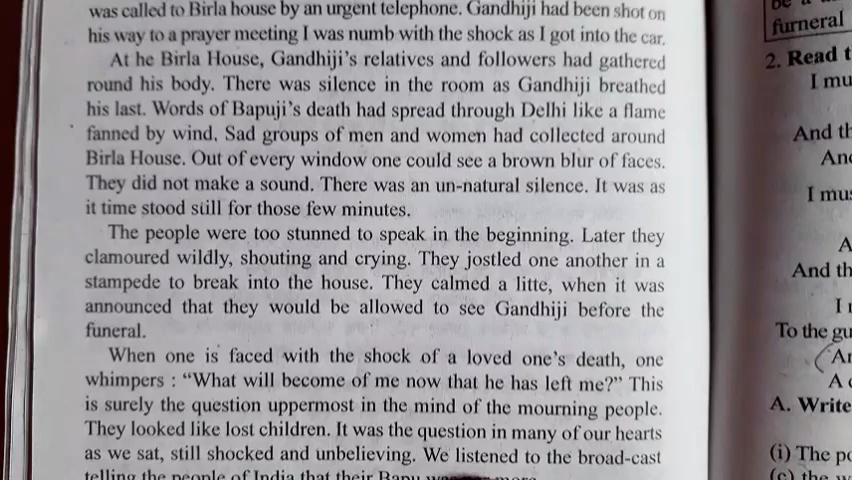 was called to Birla house by an urgent telephone. Gandhiji had been shot on
his way to a prayer meeting I was numb with the shock as I got into the car.
At he Birla House, Gandhiji's relatives and followers had gathered
round his body. There was silence in the room as Gandhiji breathed
his last. Words of Bapuji's death had spread through Delhi like a flame
fanned by wind. Sad groups of men and women had collected around
Birla House. Out of every window one could see a brown blur of faces.
They did not make a sound. There was an un-natural silence. It was as
it time stood still for those few minutes.
The people were too stunned to speak in the beginning. Later they
clamoured wildly, shouting and crying. They jostled one another in a
stampede to break into the house. They calmed a litte, when it was
announced that they would be allowed to see Gandhiji before the
funeral.
When one is faced with the shock of a loved one's death, one
whimpers : “What will become of me now that he has left me?” This
is surely the question uppermost in the mind of the mourning people.
They looked like lost children. It was the question in many of our hearts
as we sat, still shocked and unbelieving. We listened to the broad-cast
telling the people of India that their Bapu
be a
furneral
2. Read
I mu
And th
And
I mus
A
And th
I
To the gu
A
A. Write
(i) The
(c) the